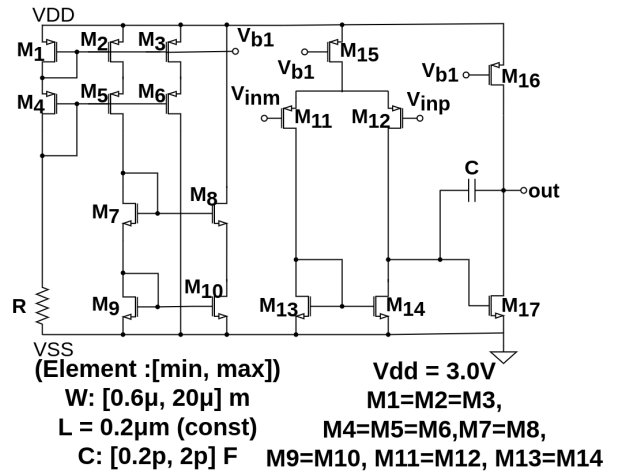 VDD
M1 M2 M3 Vb1 M15
Vb1 Vb1 M16
M4 M5 M6 Vinm M11 M12 Vinp
C out
M7 M8
R M9 M10 M13 M14 M17
VSS
(Element :[min, max])
W: [0.6μ, 20μ] m
L = 0.2μm (const)
C: [0.2p, 2p] F
Vdd = 3.0V
M1=M2=M3,
M4=M5=M6,M7=M8,
M9=M10, M11=M12, M13=M14